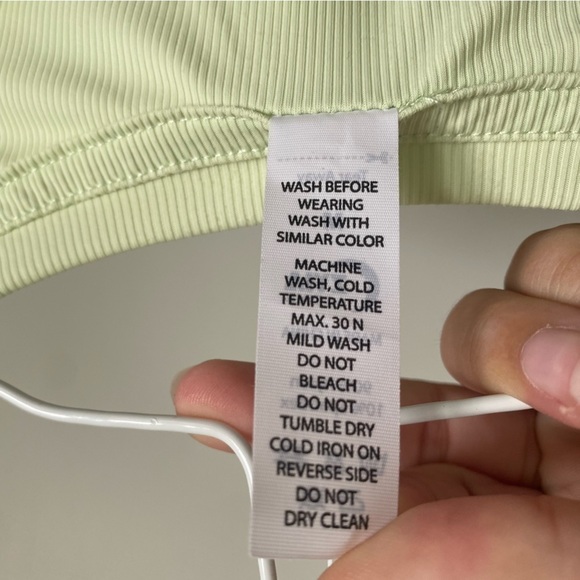 WASH BEFORE
WEARING
WASH WITH
SIMILAR COLOR
MACHINE
WASH, COLD
TEMPERATURE
MAX. 30 N
MILD WASH
DO NOT
BLEACH
DO NOT
TUMBLE DRY
COLD IRON ON
REVERSE SIDE
DO NOT
DRY CLEAN